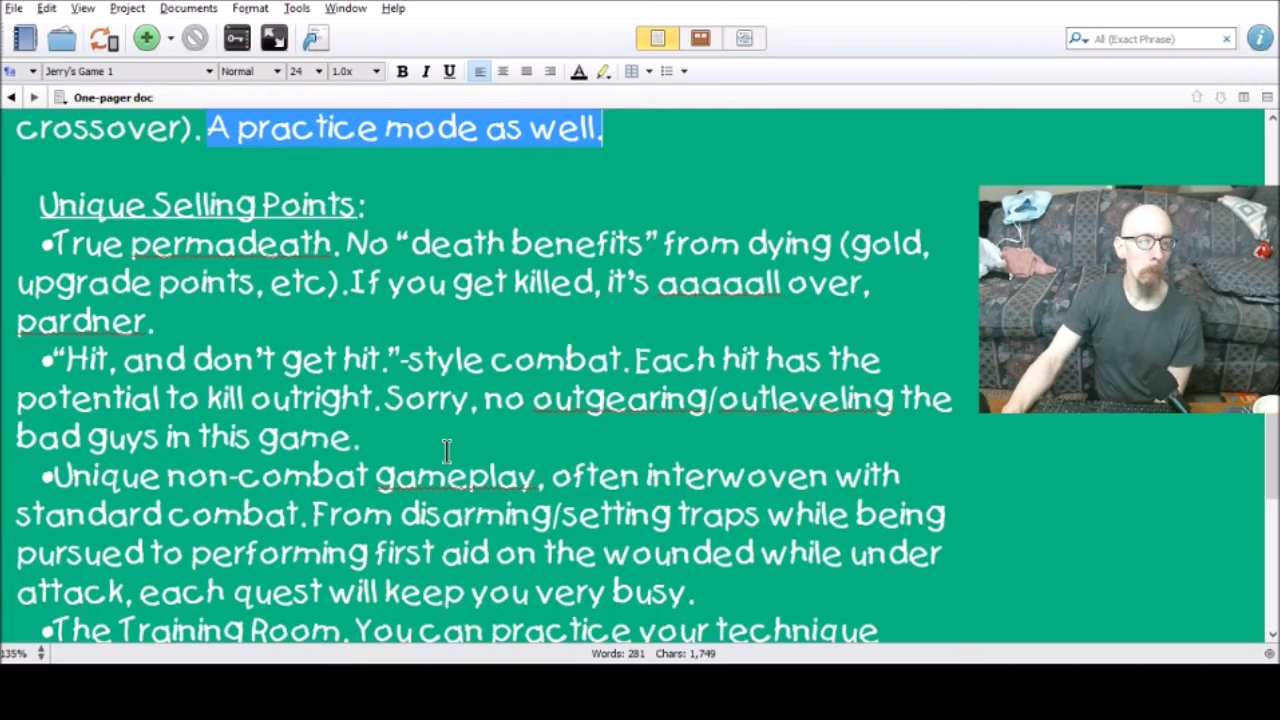 File Edit View Project Documents Format Tools Window Help
All (Exact Phrase)
Jerry's Game 1 Normal 24 1.0x B I U A
One-pager doc
crossover). A practice mode as well.
Unique Selling Points:
•True permadeath. No “death benefits” from dying (gold,
upgrade points, etc).If you get killed, it’s aaaaall over,
pardner.
•“Hit, and don’t get hit.”-style combat. Each hit has the
potential to kill outright. Sorry, no outgearing/outleveling the
bad guys in this game.
•Unique non-combat gameplay, often interwoven with
standard combat. From disarming/setting traps while being
pursued to performing first aid on the wounded while under
attack, each quest will keep you very busy.
•The Training Room. You can practice your technique
135% Words: 281 Chars: 1,749